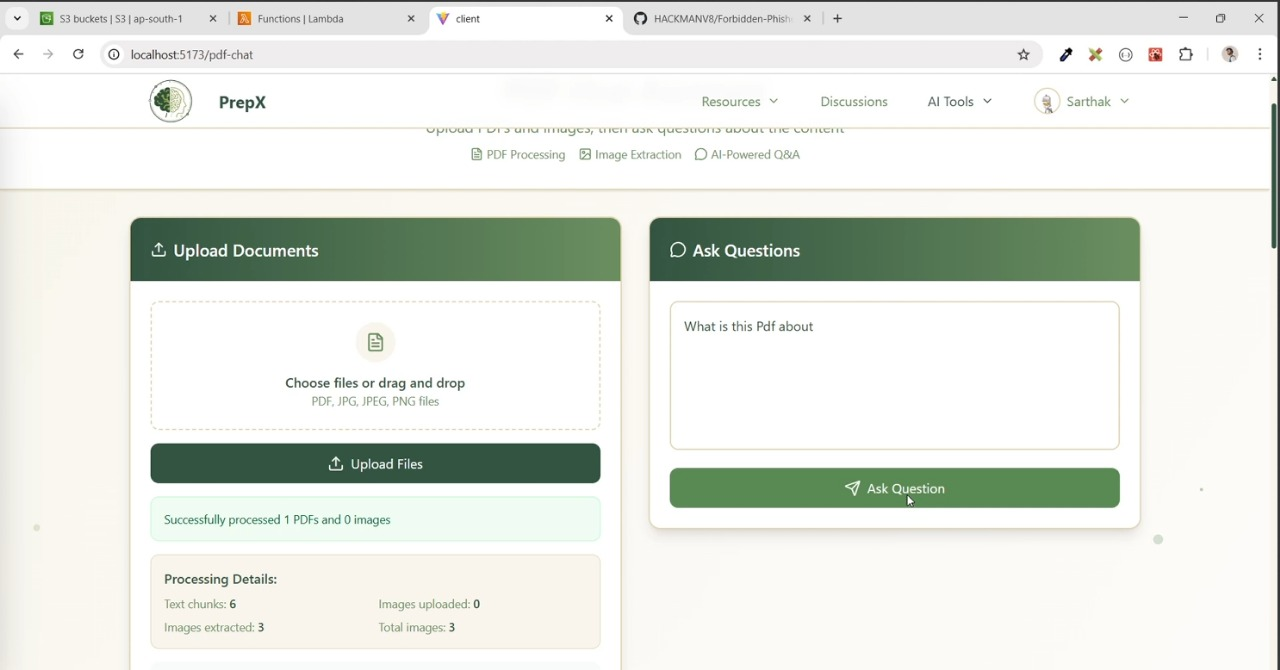 S3 buckets | S3 | ap-south-1
Functions | Lambda
client
HACKMANV8/Forbidden-Phish
localhost:5173/pdf-chat
PrepX
Resources
Discussions
AI Tools
Sarthak
Upload PDFs and images, then ask questions about the content
PDF Processing
Image Extraction
AI-Powered Q&A
Upload Documents
Choose files or drag and drop
PDF, JPG, JPEG, PNG files
Upload Files
Successfully processed 1 PDFs and 0 images
Processing Details:
Text chunks: 6
Images uploaded: 0
Images extracted: 3
Total images: 3
Ask Questions
What is this Pdf about
Ask Question